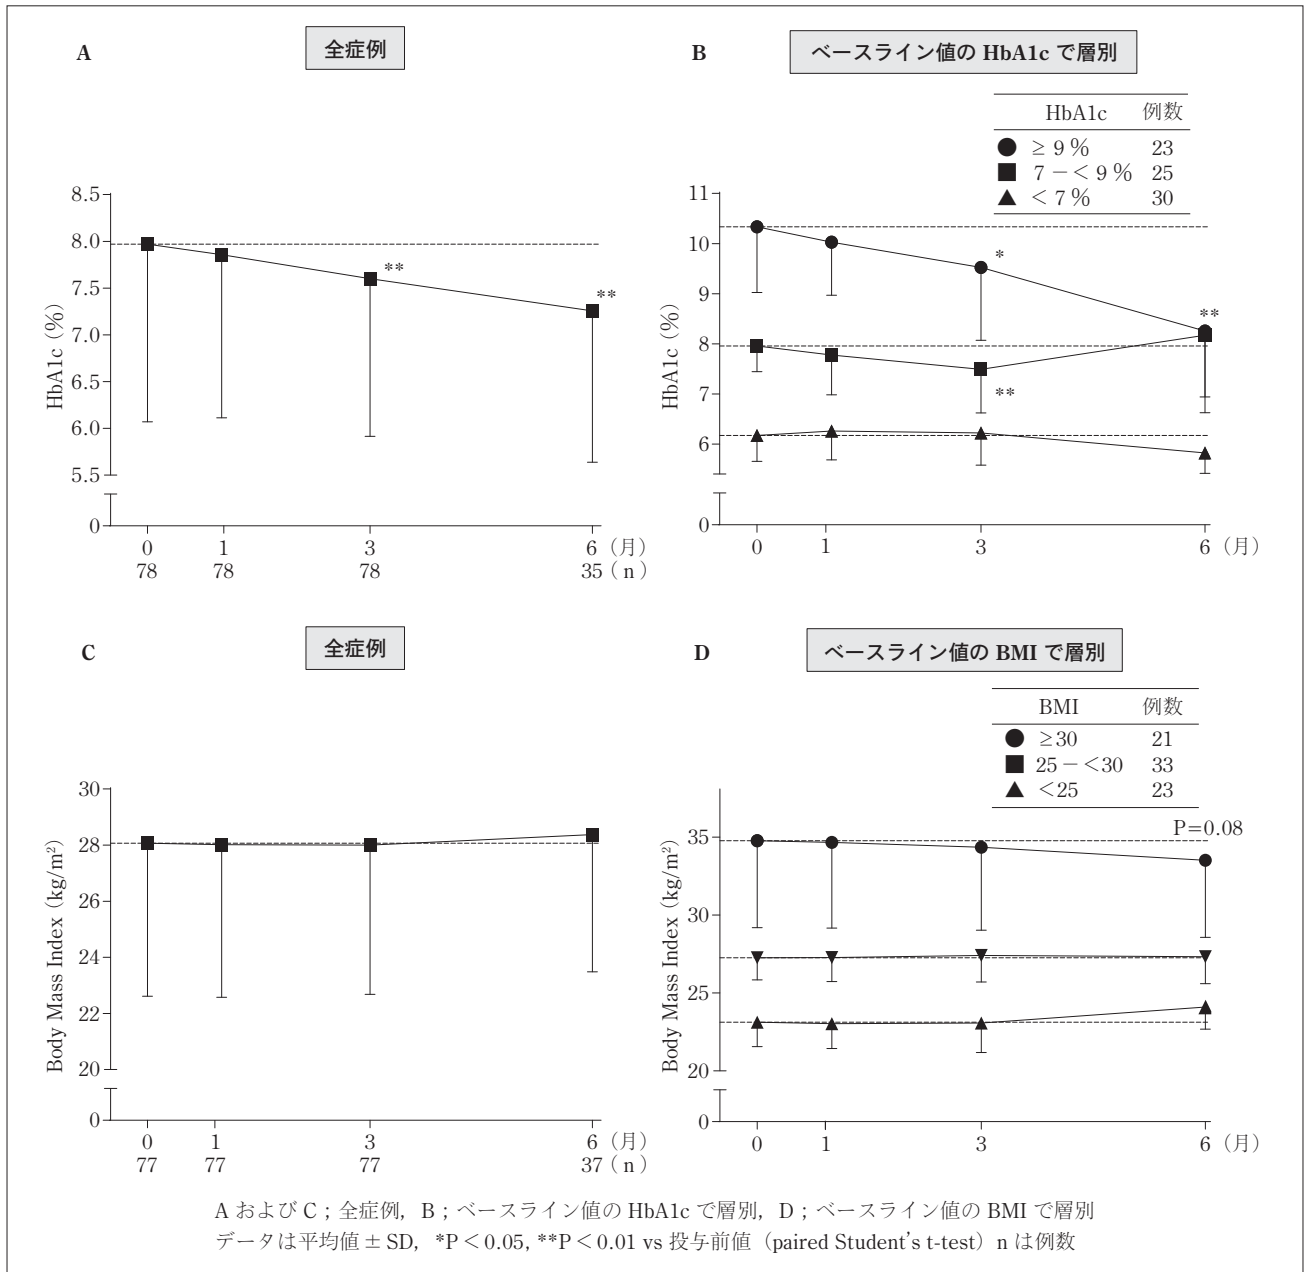 A
全症例
8.5
8.0
7.5
7.0
6.5
6.0
5.5
0
HbA1c (%)
**
**
0 1 3 6 (月)
78 78 78 35 ( n )
B
ベースライン値の HbA1c で層別
HbA1c 例数
● ≥ 9 % 23
■ 7 − < 9 % 25
▲ < 7 % 30
11
10
9
8
7
6
0
HbA1c (%)
*
**
**
0 1 3 6 (月)
C
全症例
30
28
26
24
22
20
0
Body Mass Index (kg/m²)
0 1 3 6 (月)
77 77 77 37 ( n )
D
ベースライン値の BMI で層別
BMI 例数
● ≥30 21
■ 25 − <30 33
▲ <25 23
P=0.08
35
30
25
20
0
Body Mass Index (kg/m²)
0 1 3 6 (月)
A および C ; 全症例, B ; ベースライン値の HbA1c で層別, D ; ベースライン値の BMI で層別
データは平均値 ± SD, *P < 0.05, **P < 0.01 vs 投与前値 (paired Student's t-test) n は例数